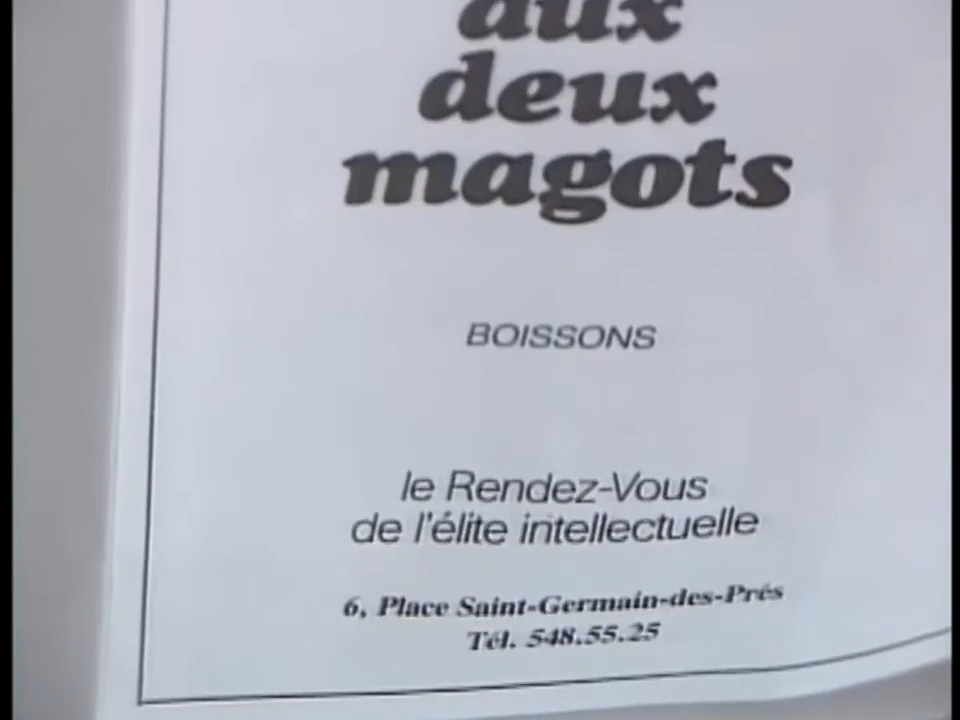 aux
deux
magots
BOISSONS
le Rendez-Vous
de l'élite intellectuelle
6, Place Saint-Germain-des-Prés
Tél. 548.55.25